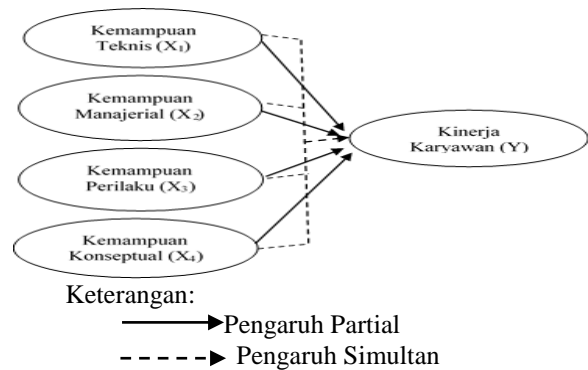 Kemampuan
Teknis (X₁)
Kemampuan
Manajerial (X₂)
Kinerja
Karyawan (Y)
Kemampuan
Perilaku (X₃)
Kemampuan
Konseptual (X₄)
Keterangan:
Pengaruh Partial
Pengaruh Simultan